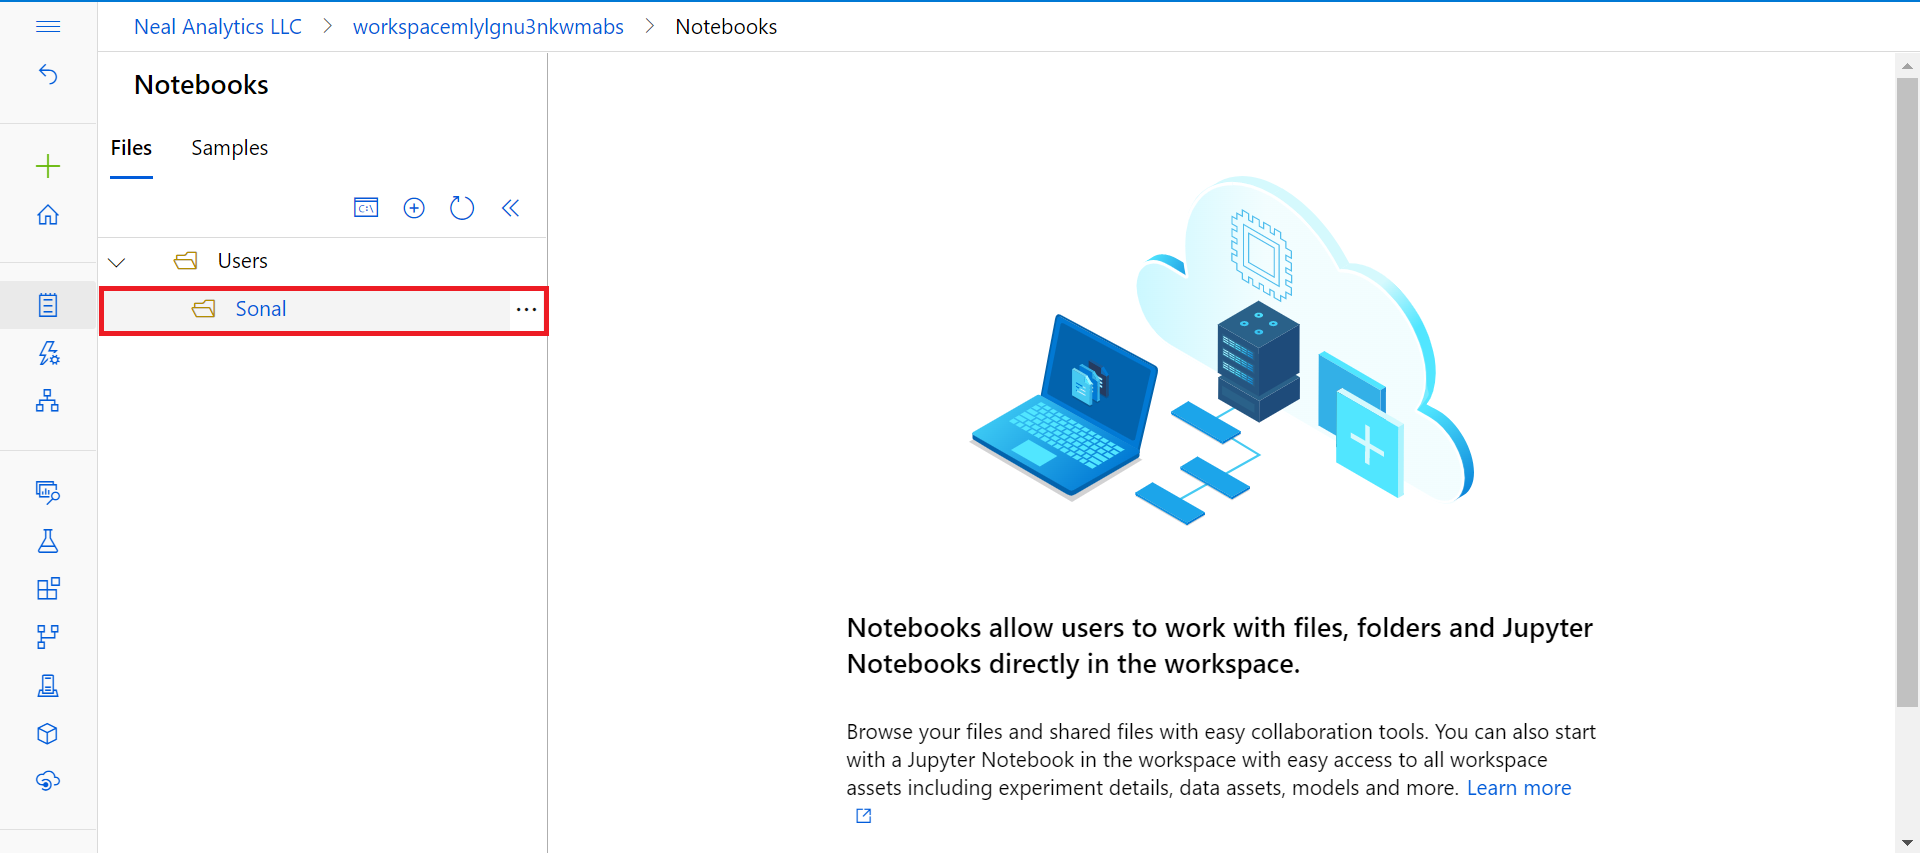 Neal Analytics LLC > workspacemlylgnu3nkwmabs > Notebooks
Notebooks
Files Samples
C:\
Users
Sonal ...
Notebooks allow users to work with files, folders and Jupyter
Notebooks directly in the workspace.
Browse your files and shared files with easy collaboration tools. You can also start
with a Jupyter Notebook in the workspace with easy access to all workspace
assets including experiment details, data assets, models and more. Learn more